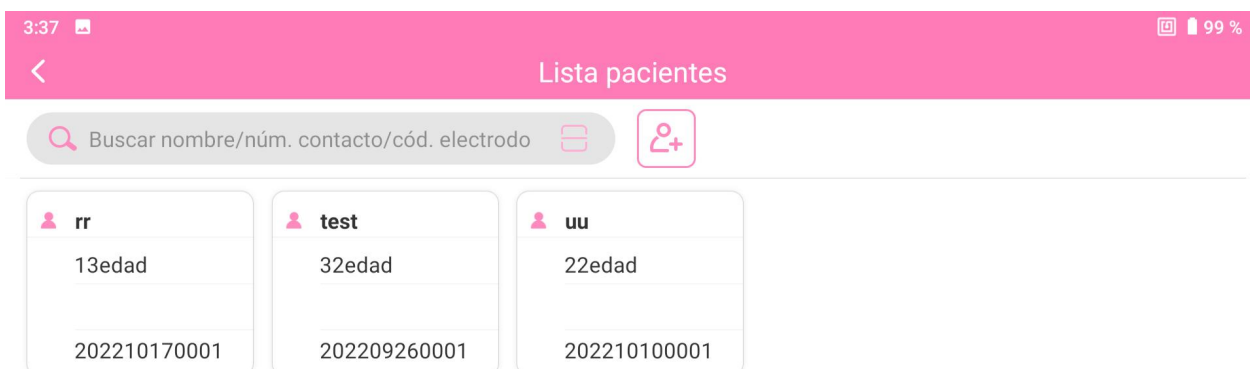 3:37 99 %
Lista pacientes
Buscar nombre/núm. contacto/cód. electrodo
rr test uu
13edad 32edad 22edad
202210170001 202209260001 202210100001